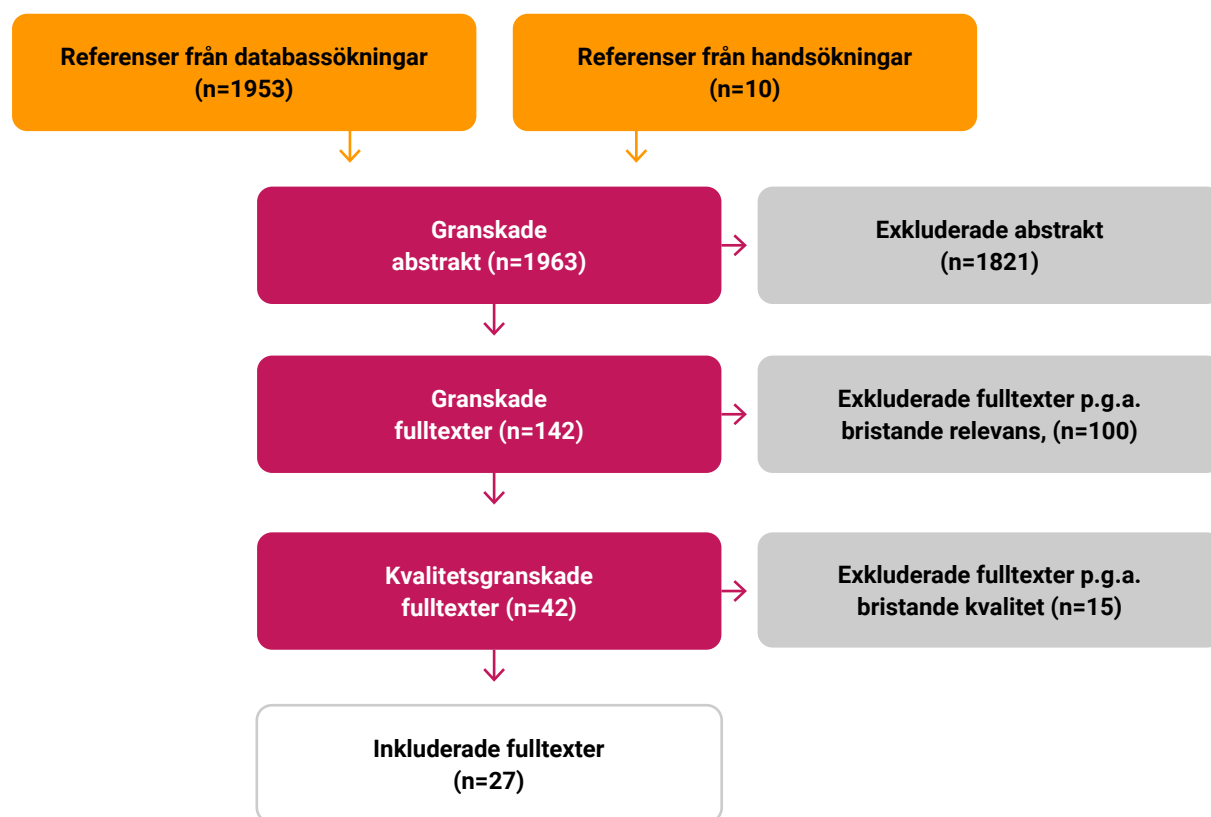 Referenser från databassökningar
(n=1953)
Referenser från handsökningar
(n=10)
Granskade
abstrakt (n=1963)
Exkluderade abstrakt
(n=1821)
Granskade
fulltexter (n=142)
Exkluderade fulltexter p.g.a.
bristande relevans, (n=100)
Kvalitetsgranskade
fulltexter (n=42)
Exkluderade fulltexter p.g.a.
bristande kvalitet (n=15)
Inkluderade fulltexter
(n=27)